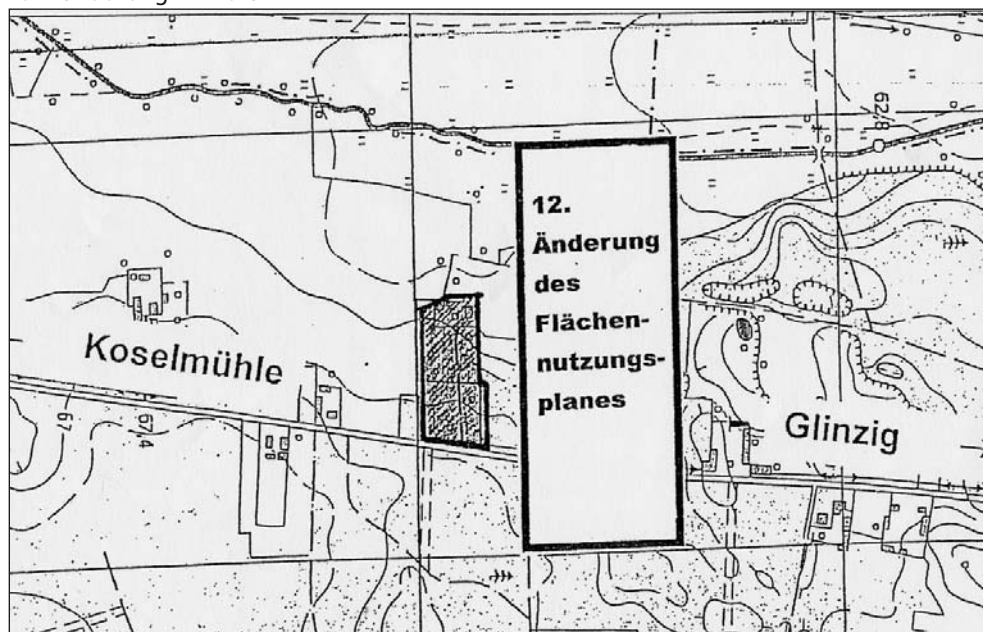 12.
Änderung
des
Flächen-
nutzungs-
planes
Koselmühle
Glinzig
62,8
67
67,4